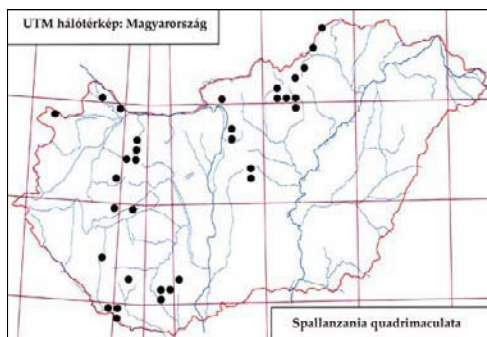 UTM hálótérkép: Magyarország
Spallanzania quadrimaculata